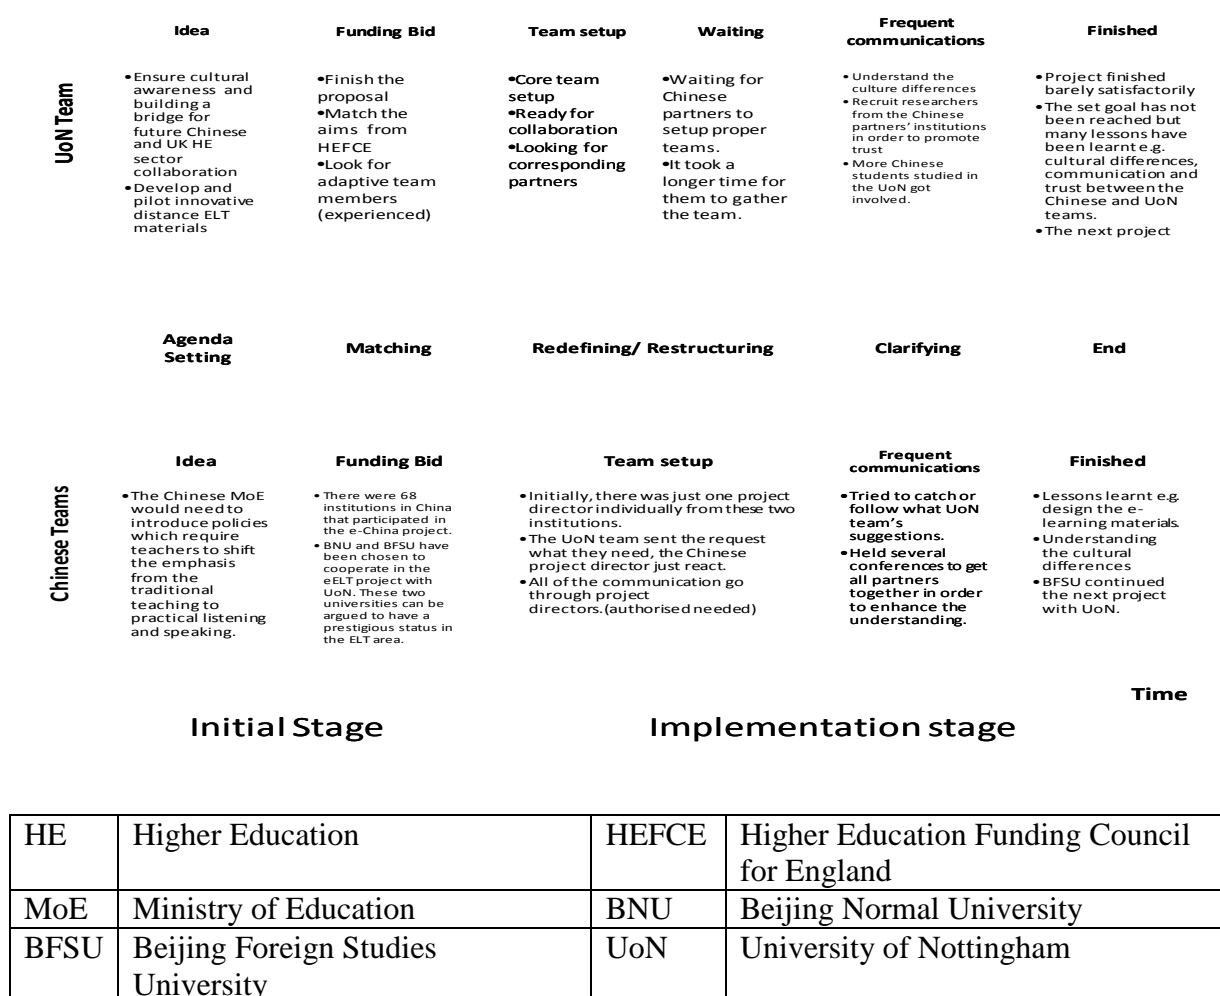 Idea
Funding Bid
Team setup
Waiting
Frequent
communications
Finished
UoN Team
•Ensure cultural
awareness and
building a
bridge for
future Chinese
and UK HE
sector
collaboration
•Develop and
pilot innovative
distance ELT
materials
•Finish the
proposal
•Match the
aims from
HEFCE
•Look for
adaptive team
members
(experienced)
•Core team
setup
•Ready for
collaboration
•Looking for
corresponding
partners
•Waiting for
Chinese
partners to
setup proper
teams.
•It took a
longer time for
them to gather
the team.
•Understand the
culture differences
•Recruit researchers
from the Chinese
partners' institutions
in order to promote
trust
•More Chinese
students studied in
the UoN got
involved.
•Project finished
barely satisfactorily
•The set goal has not
been reached but
many lessons have
been learnt e.g.
cultural differences,
communication and
trust between the
Chinese and UoN
teams.
•The next project
Agenda
Setting
Matching
Redefining/ Restructuring
Clarifying
End
Idea
Funding Bid
Team setup
Frequent
communications
Finished
Chinese Teams
•The Chinese MoE
would need to
introduce policies
which require
teachers to shift
the emphasis
from the
traditional
teaching to
practical listening
and speaking.
•There were 68
institutions in China
that participated in
the e-China project.
•BNU and BFSU have
been chosen to
cooperate in the
eELT project with
UoN. These two
universities can be
argued to have a
prestigious status in
the ELT area.
•Initially, there was just one project
director individually from these two
institutions.
•The UoN team sent the request
what they need, the Chinese
project director just react.
•All of the communication go
through project
directors.(authorised needed)
•Tried to catch or
follow what UoN
team's
suggestions.
•Held several
conferences to get
all partners
together in order
to enhance the
understanding.
•Lessons learnt e.g.
design the e-
learning materials.
•Understanding
the cultural
differences
•BFSU continued
the next project
with UoN.
Time
Initial Stage
Implementation stage
HE Higher Education HEFCE Higher Education Funding Council
for England
MoE Ministry of Education BNU Beijing Normal University
BFSU Beijing Foreign Studies UoN University of Nottingham
University